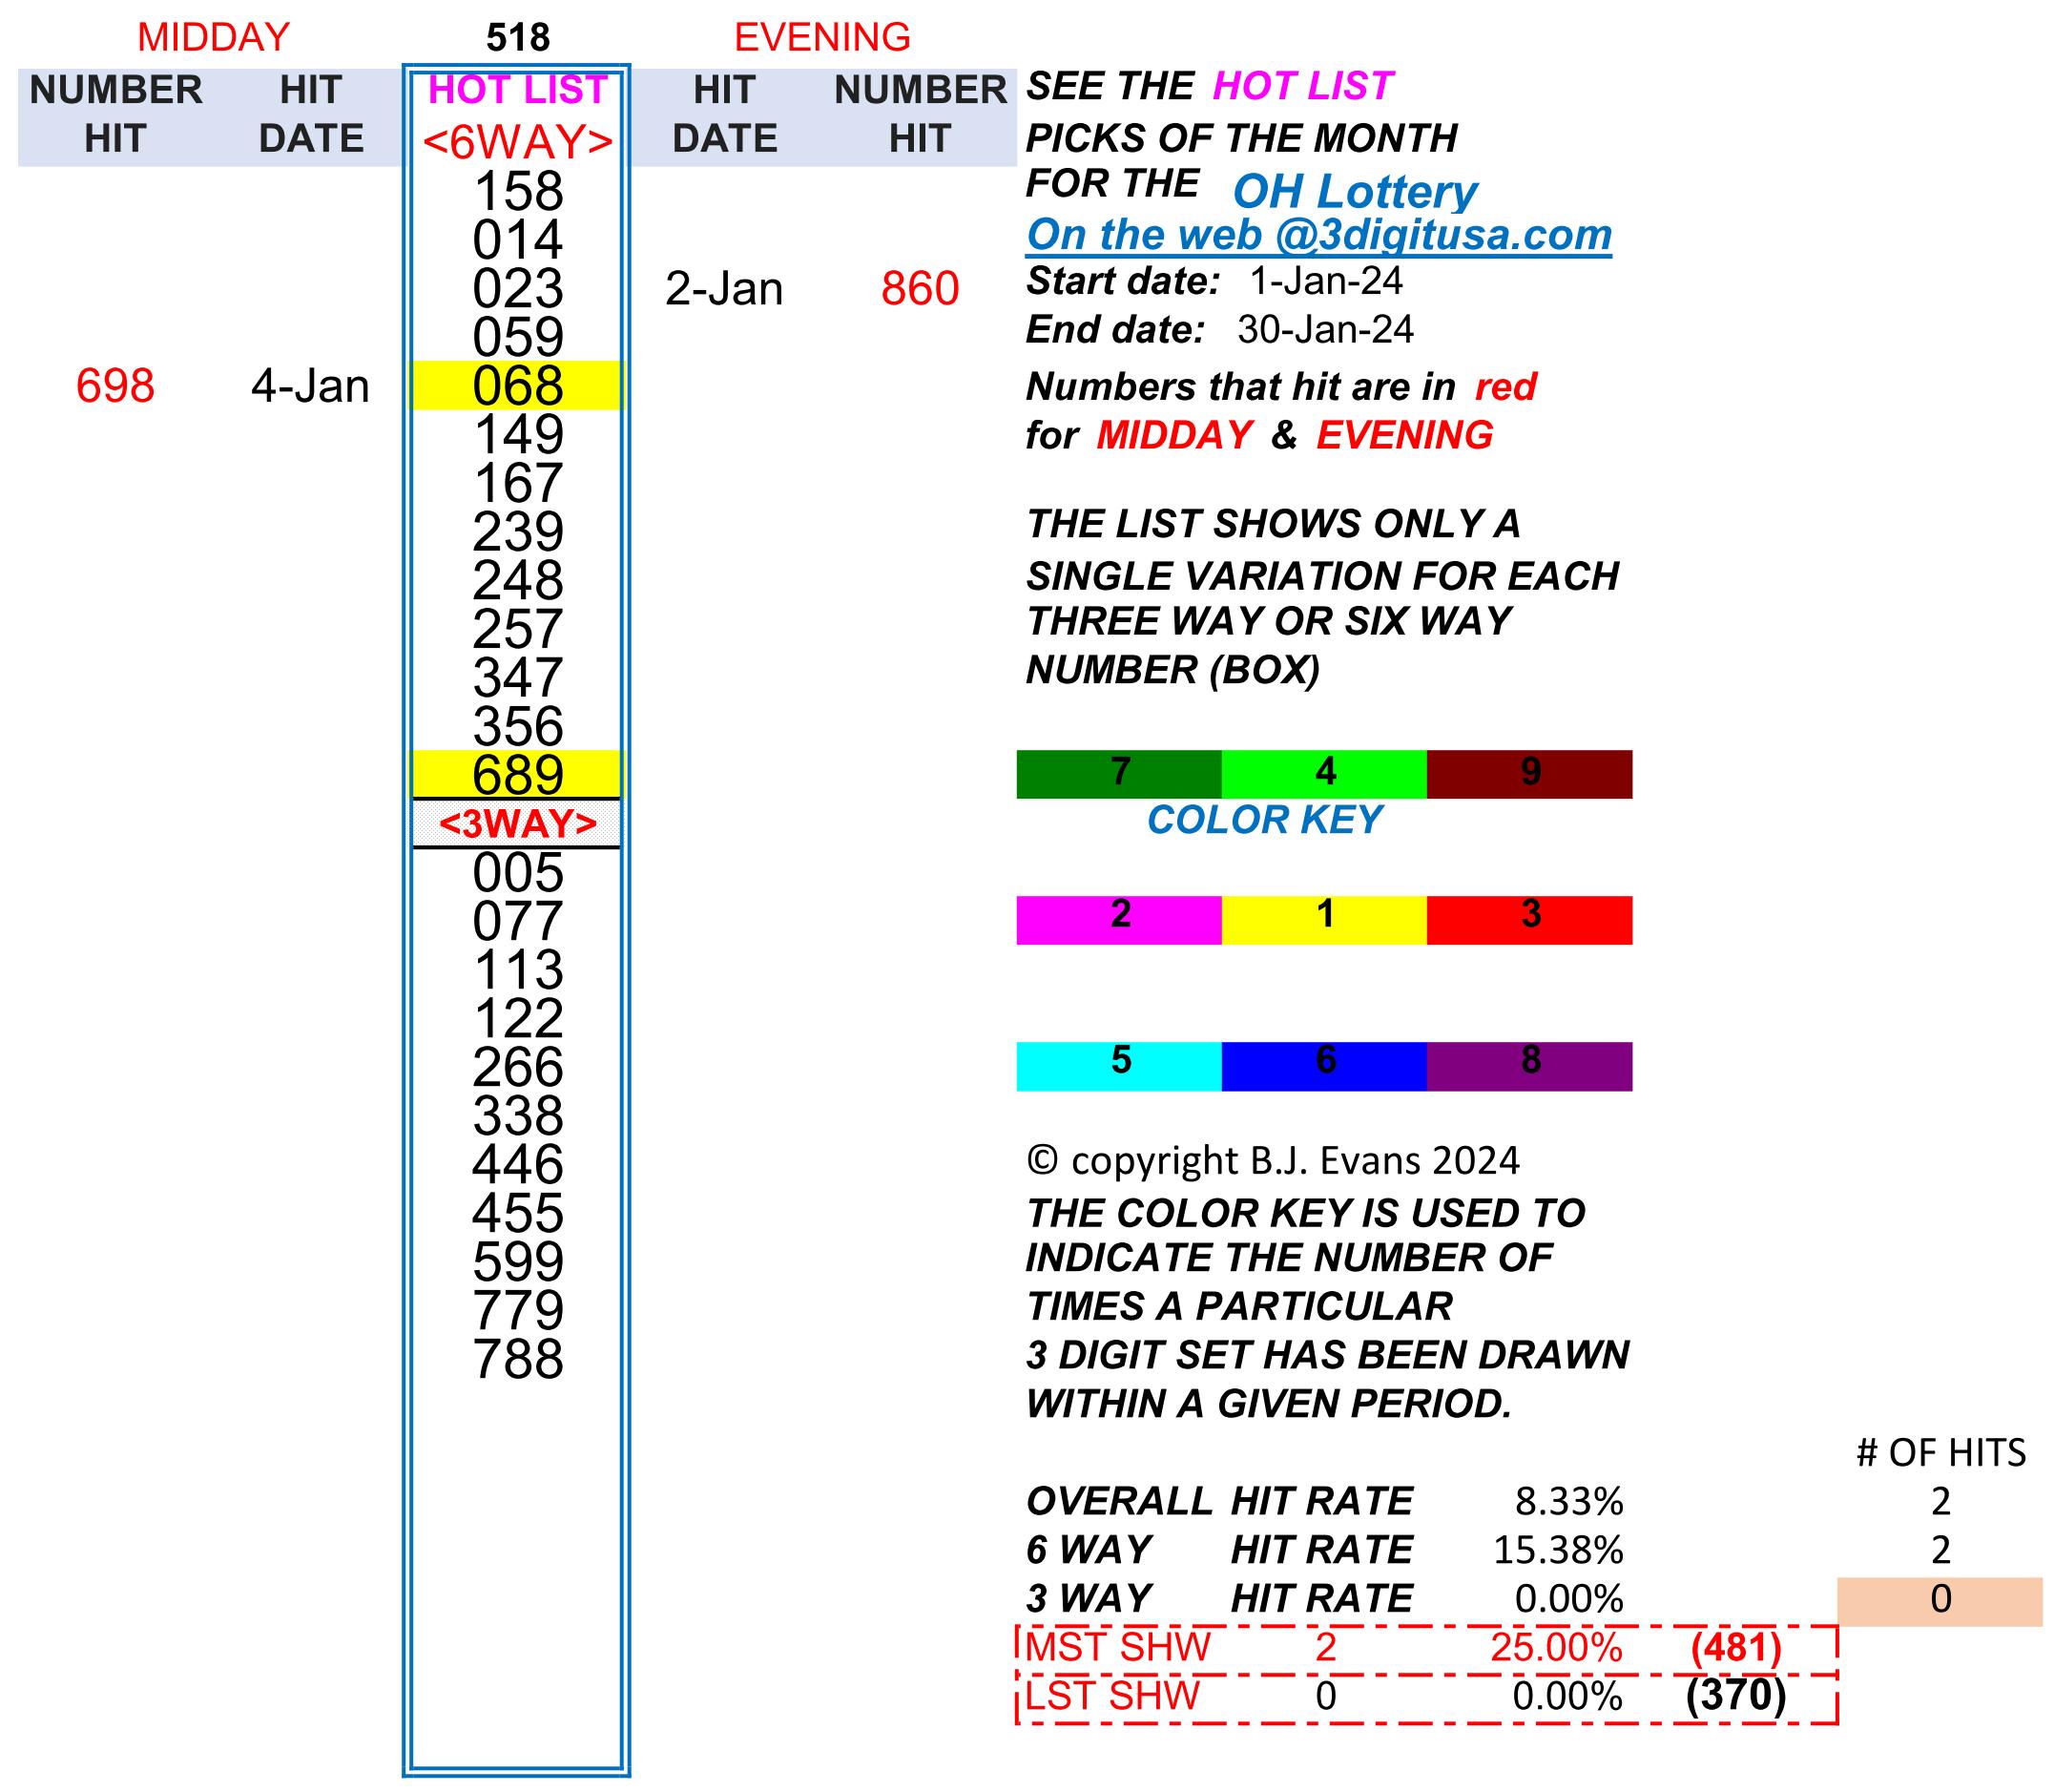 MIDDAY 518 EVENING
NUMBER HIT HOT LIST HIT NUMBER SEE THE HOT LIST
HIT DATE <6WAY> DATE HIT PICKS OF THE MONTH
158 FOR THE OH Lottery
014 On the web @3digitusa.com
023 2-Jan 860 Start date: 1-Jan-24
059 End date: 30-Jan-24
698 4-Jan 068 Numbers that hit are in red
149 for MIDDAY & EVENING
167
239 THE LIST SHOWS ONLY A
248 SINGLE VARIATION FOR EACH
257 THREE WAY OR SIX WAY
347 NUMBER (BOX)
356
689 7 4 9
<3WAY> COLOR KEY
005
077 2 1 3
113
122
266 5 6 8
338
446 © copyright B.J. Evans 2024
455 THE COLOR KEY IS USED TO
599 INDICATE THE NUMBER OF
779 TIMES A PARTICULAR
788 3 DIGIT SET HAS BEEN DRAWN
WITHIN A GIVEN PERIOD.
# OF HITS
OVERALL HIT RATE 8.33% 2
6 WAY HIT RATE 15.38% 2
3 WAY HIT RATE 0.00% 0
MST SHW 2 25.00% (481)
LST SHW 0 0.00% (370)